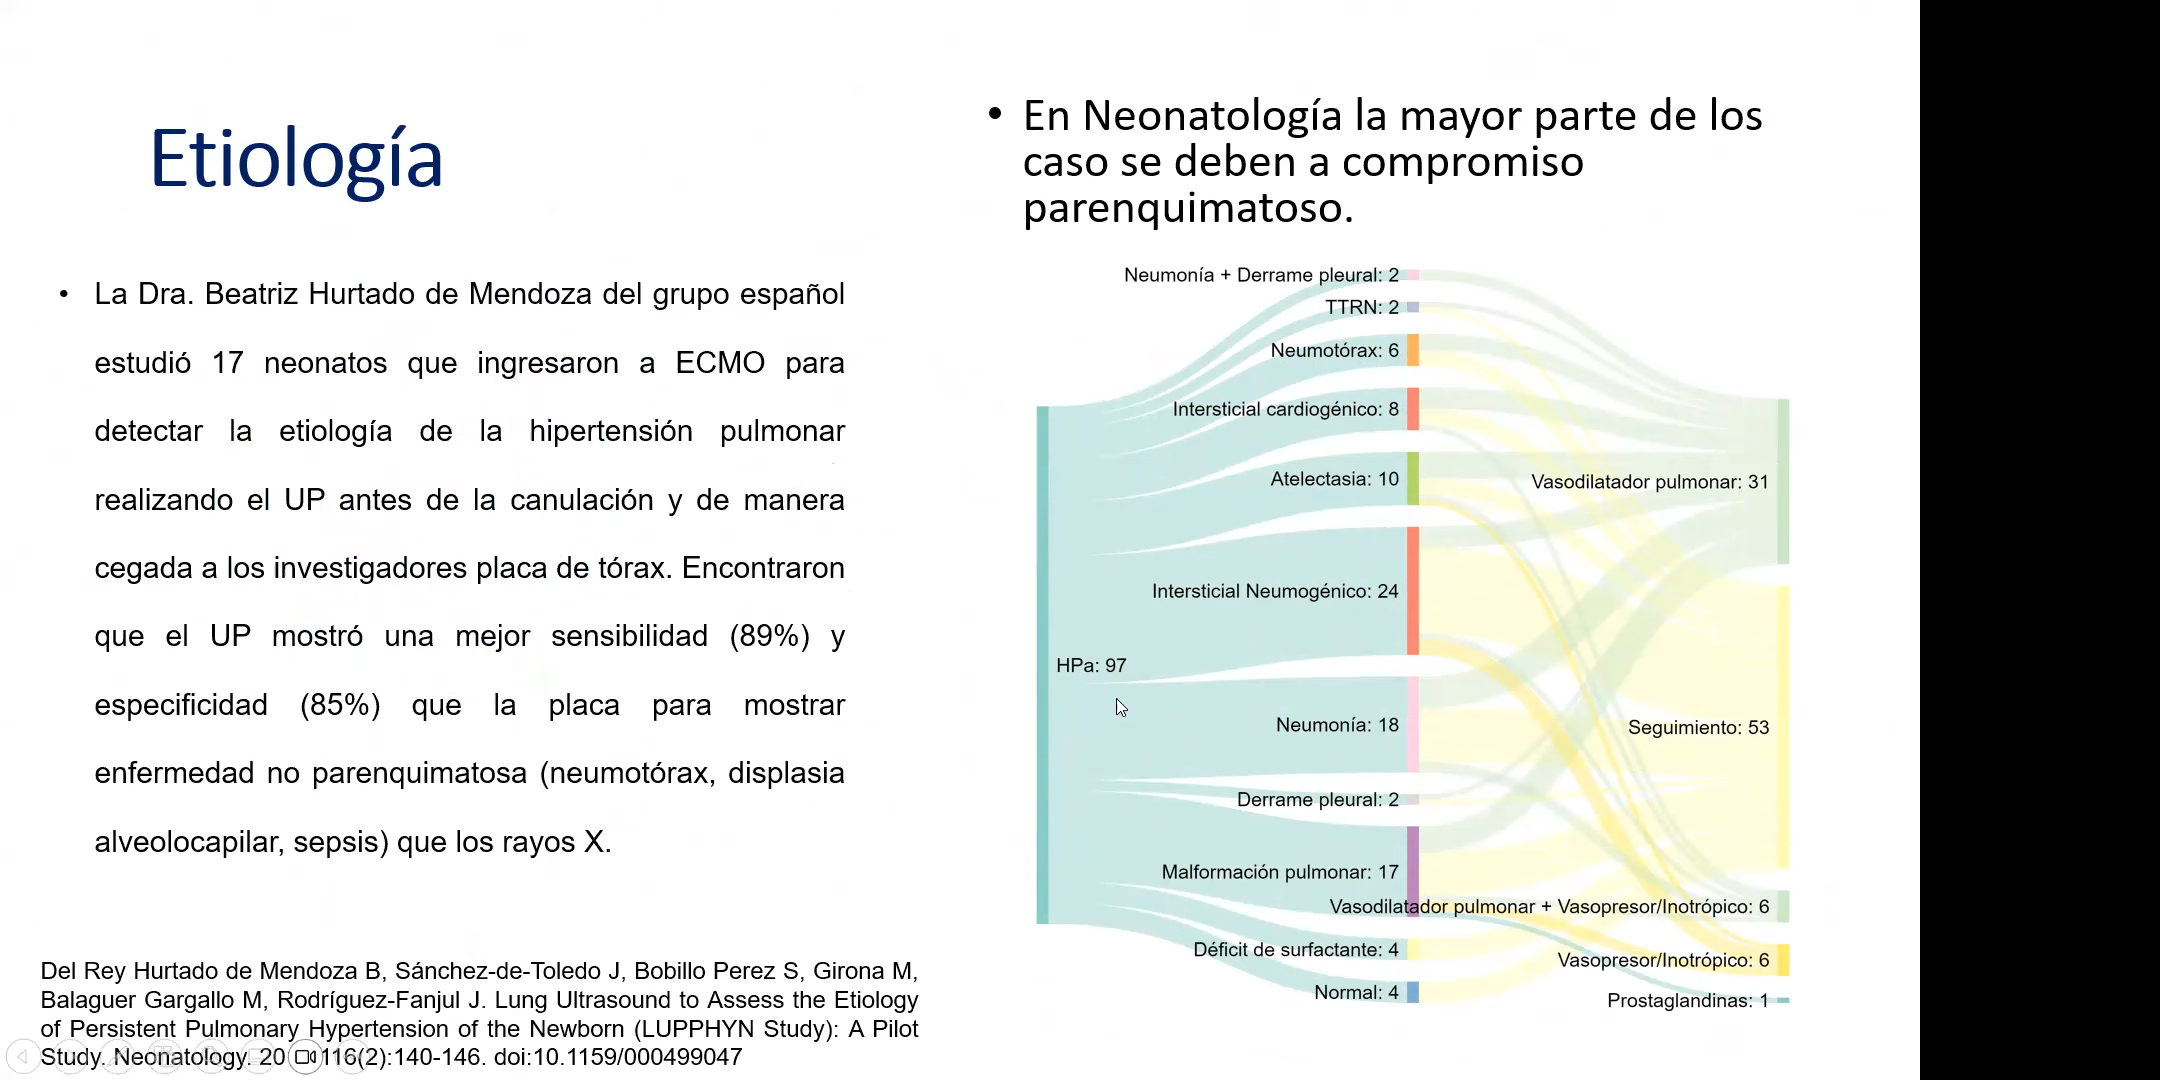 Etiología
• La Dra. Beatriz Hurtado de Mendoza del grupo español
estudió 17 neonatos que ingresaron a ECMO para
detectar la etiología de la hipertensión pulmonar
realizando el UP antes de la canulación y de manera
cegada a los investigadores placa de tórax. Encontraron
que el UP mostró una mejor sensibilidad (89%) y
especificidad (85%) que la placa para mostrar
enfermedad no parenquimatosa (neumotórax, displasia
alveolocapilar, sepsis) que los rayos X.
Del Rey Hurtado de Mendoza B, Sánchez-de-Toledo J, Bobillo Perez S, Girona M,
Balaguer Gargallo M, Rodríguez-Fanjul J. Lung Ultrasound to Assess the Etiology
of Persistent Pulmonary Hypertension of the Newborn (LUPPHYN Study): A Pilot
Study. Neonatology. 20 116(2):140-146. doi:10.1159/000499047
• En Neonatología la mayor parte de los
caso se deben a compromiso
parenquimatoso.
Neumonía + Derrame pleural: 2
TTRN: 2
Neumotórax: 6
Intersticial cardiogénico: 8
Atelectasia: 10
Vasodilatador pulmonar: 31
Intersticial Neumogénico: 24
HPa: 97
Neumonía: 18
Seguimiento: 53
Derrame pleural: 2
Malformación pulmonar: 17
Vasodilatador pulmonar + Vasopresor/Inotrópico: 6
Déficit de surfactante: 4
Vasopresor/Inotrópico: 6
Normal: 4
Prostaglandinas: 1